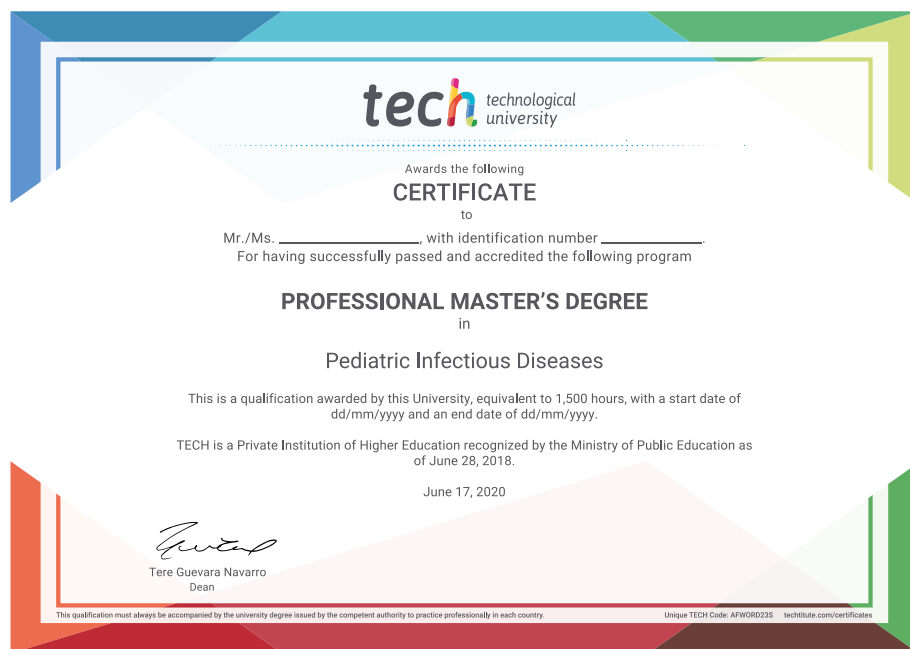 tech technological
university
Awards the following
CERTIFICATE
to
Mr./Ms. ____________________, with identification number ______________.
For having successfully passed and accredited the following program
PROFESSIONAL MASTER'S DEGREE
in
Pediatric Infectious Diseases
This is a qualification awarded by this University, equivalent to 1,500 hours, with a start date of
dd/mm/yyyy and an end date of dd/mm/yyyy.
TECH is a Private Institution of Higher Education recognized by the Ministry of Public Education as
of June 28, 2018.
June 17, 2020
Tere Guevara Navarro
Dean
This qualification must always be accompanied by the university degree issued by the competent authority to practice professionally in each country.
Unique TECH Code: AFWORD23S techtitute.com/certificates